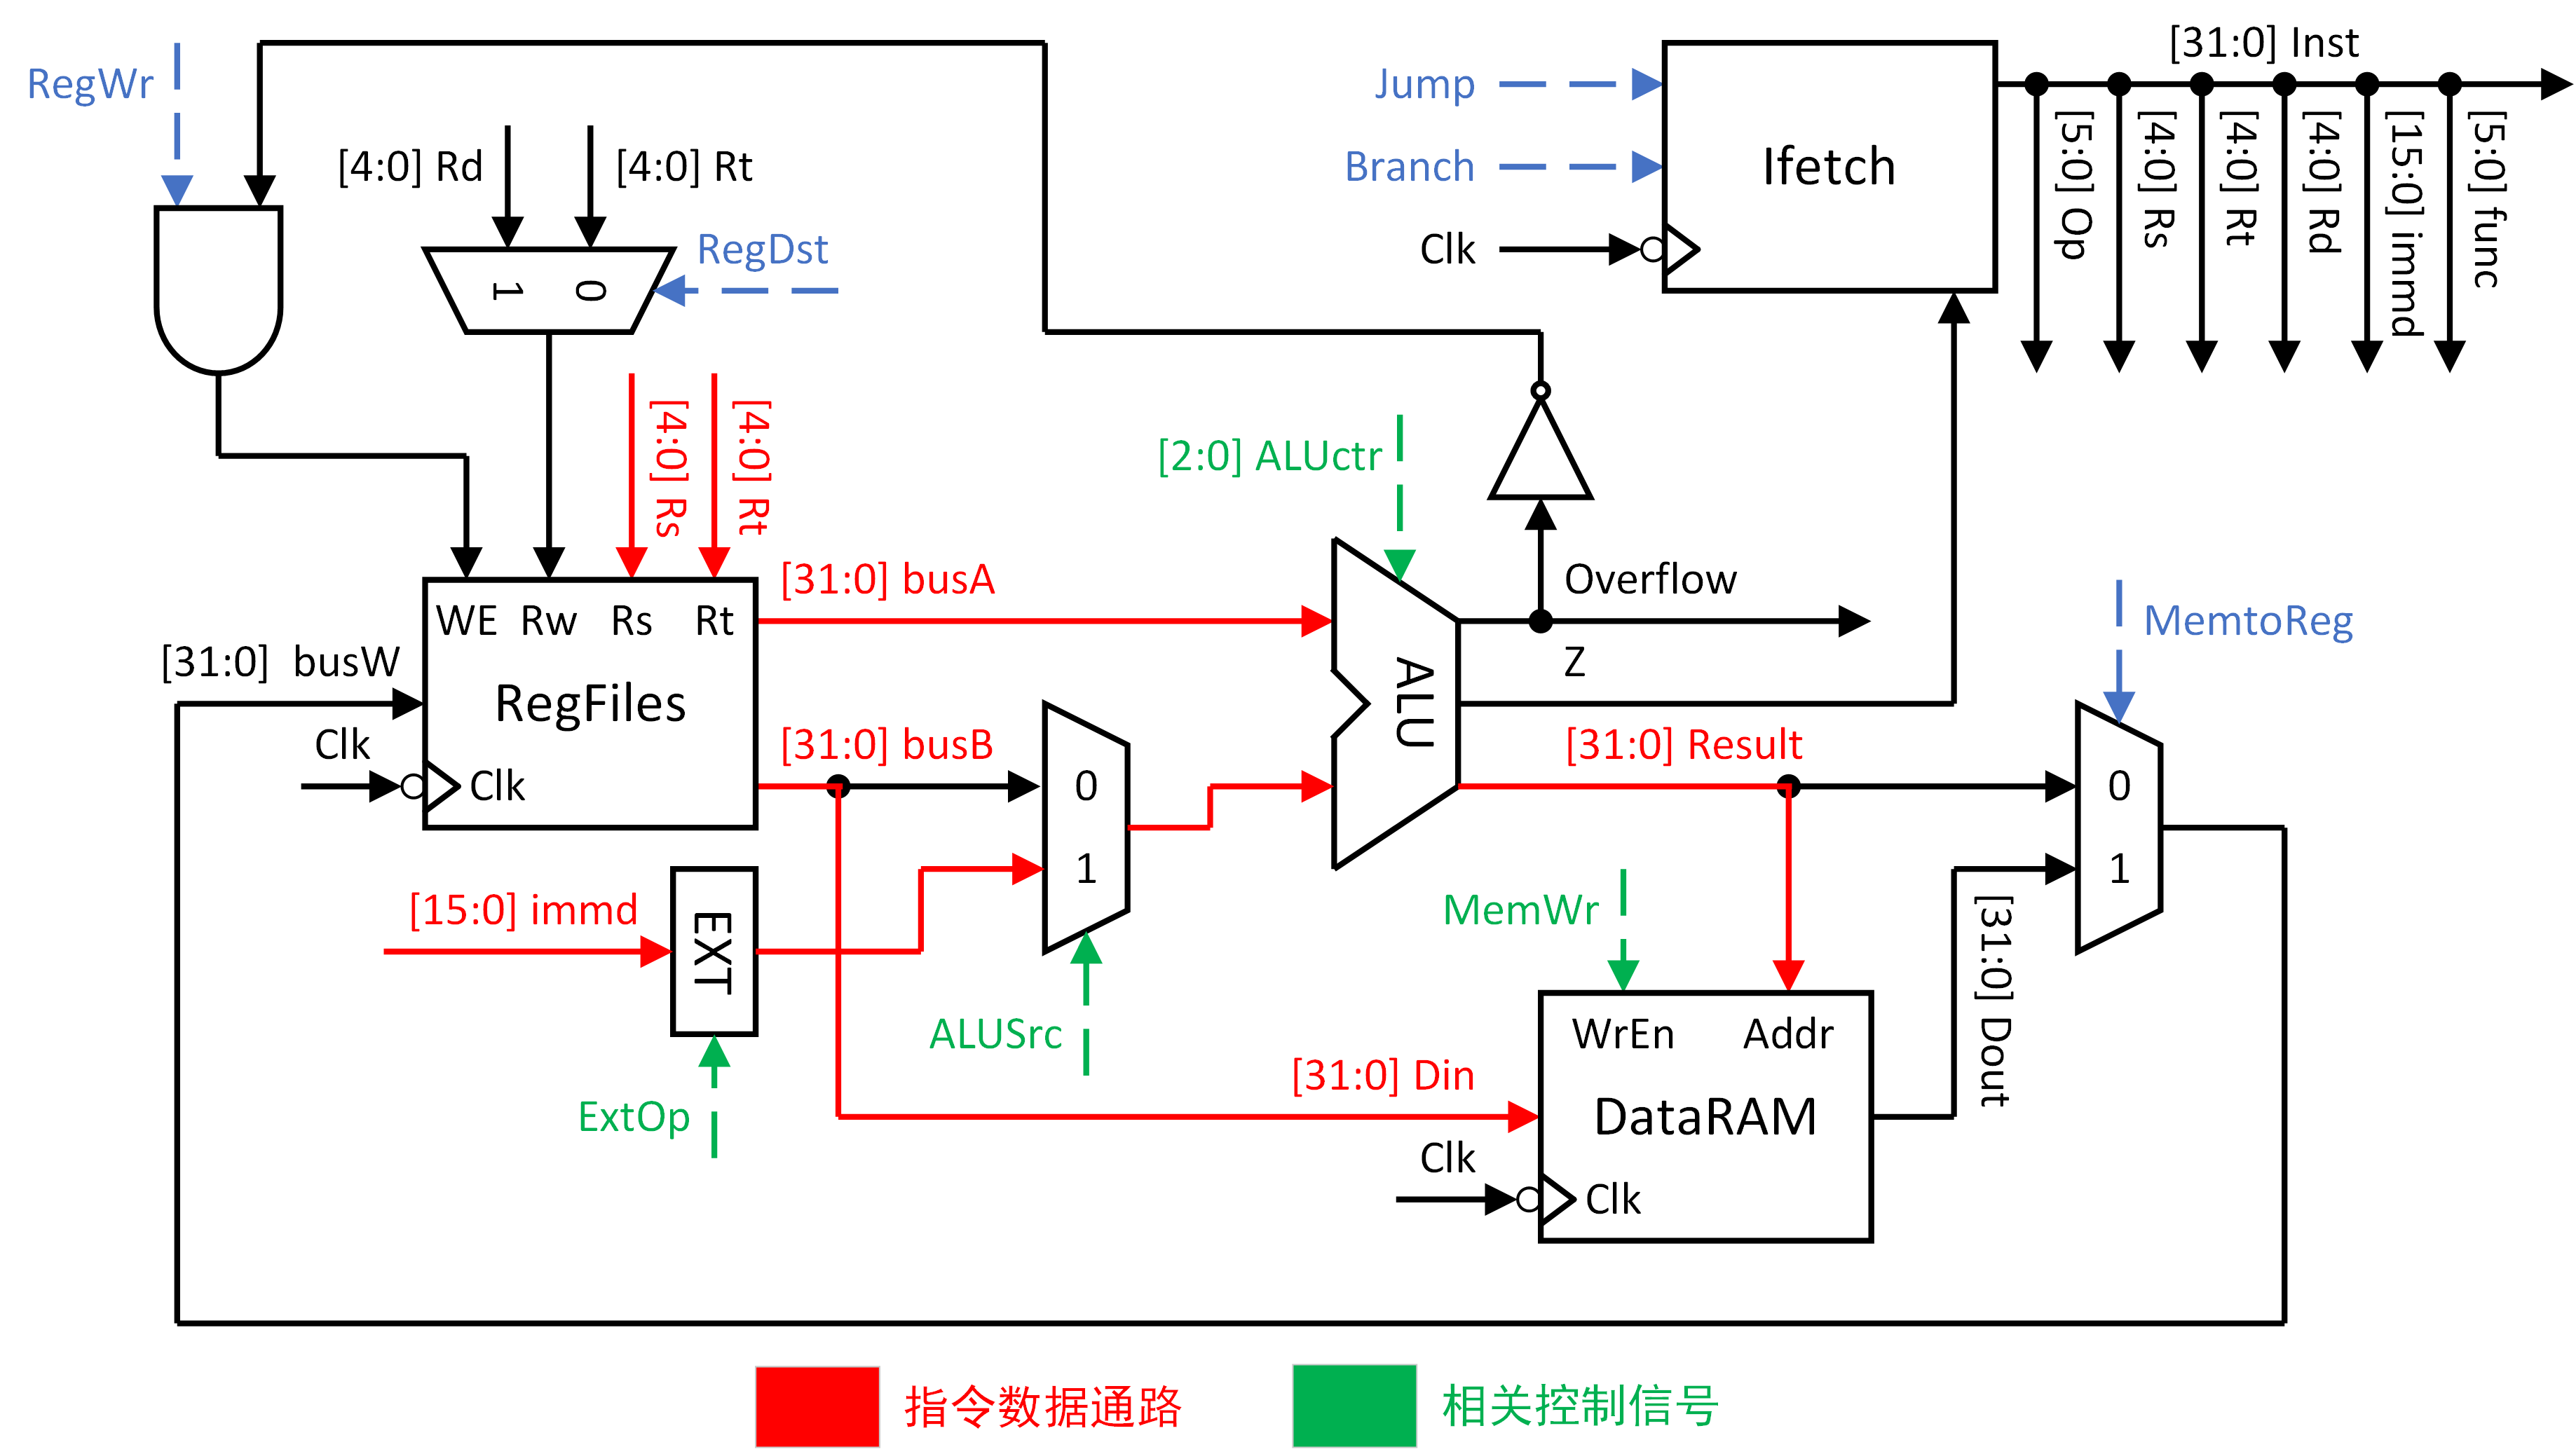 [31:0] Inst
RegWr
Jump
[4:0] Rd
[4:0] Rt
Branch
Ifetch
[5:0] Op
[4:0] Rs
[4:0] Rt
[4:0] Rd
[15:0] immd
[5:0] func
RegDst
Clk
1
0
[4:0] Rs
[4:0] Rt
[2:0] ALUctr
[31:0] busA
Overflow
WE Rw Rs Rt
MemtoReg
[31:0] busW
Z
RegFiles
ALU
Clk
[31:0] busB
[31:0] Result
Clk
0
0
1
1
[15:0] immd
EXT
MemWr
[31:0] Dout
ALUSrc
WrEn Addr
[31:0] Din
ExtOp
DataRAM
Clk
Clk
指令数据通路
相关控制信号